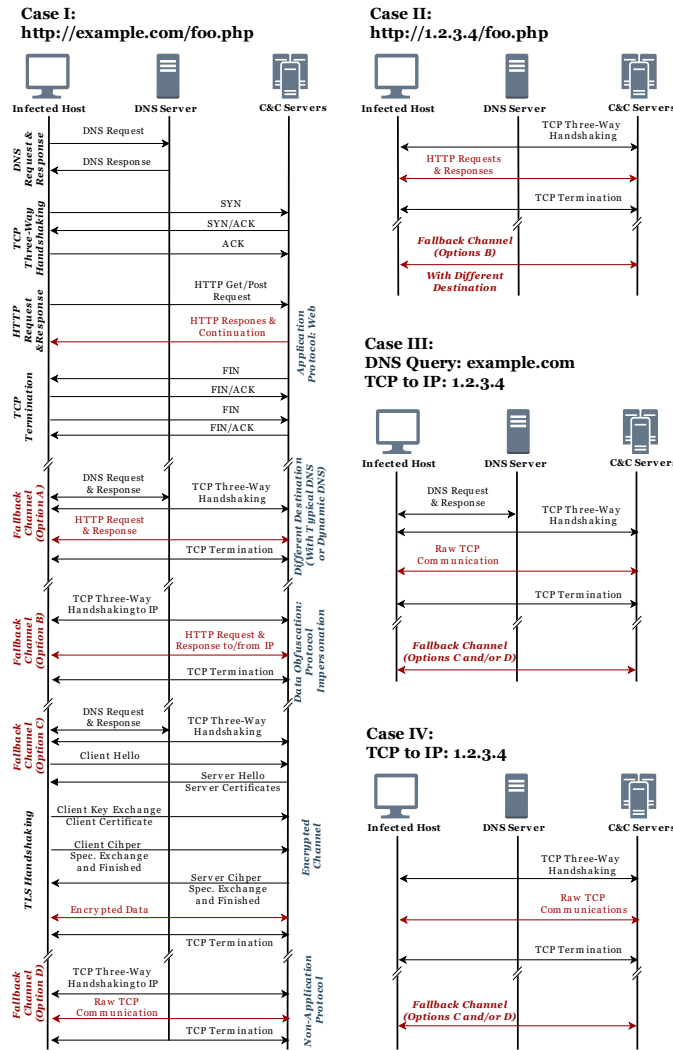 Case I:
http://example.com/foo.php
Infected Host
DNS Server
C&C Servers
DNS
Request &
Response
DNS Request
DNS Response
TCP
Three-Way
Handshaking
SYN
SYN/ACK
ACK
HTTP
Request
&Response
HTTP Get/Post
Request
HTTP Respones &
Continuation
Application
Protocol: Web
TCP
Termination
FIN
FIN/ACK
FIN
FIN/ACK
Fallback
Channel
(Option A)
DNS Request
& Response
TCP Three-Way
Handshaking
HTTP Request
& Response
TCP Termination
Different Destination
(With Typical DNS
or Dynamic DNS)
Fallback
Channel
(Option B)
TCP Three-Way
Handshaking to IP
HTTP Request &
Response to/from IP
TCP Termination
Data Obfuscation:
Protocol
Impersonation
Fallback
Channel
(Option C)
DNS Request
& Response
TCP Three-Way
Handshaking
Client Hello
Server Hello
Server Certificates
TLS Handshaking
Client Key Exchange
Client Certificate
Client Cihper
Spec. Exchange
and Finished
Server Cihper
Spec. Exchange
and Finished
Encrypted Data
TCP Termination
Encrypted
Channel
Fallback
Channel
(Option D)
TCP Three-Way
Handshaking to IP
Raw TCP
Communication
TCP Termination
Non-Application
Protocol
Case II:
http://1.2.3.4/foo.php
Infected Host
DNS Server
C&C Servers
TCP Three-Way
Handshaking
HTTP Requests
& Responses
TCP Termination
Fallback Channel
(Options B)
With Different
Destination
Case III:
DNS Query: example.com
TCP to IP: 1.2.3.4
Infected Host
DNS Server
C&C Servers
DNS Request
& Response
TCP Three-Way
Handshaking
Raw TCP
Communication
TCP Termination
Fallback Channel
(Options C and/or D)
Case IV:
TCP to IP: 1.2.3.4
Infected Host
DNS Server
C&C Servers
TCP Three-Way
Handshaking
Raw TCP
Communications
TCP Termination
Fallback Channel
(Options C and/or D)